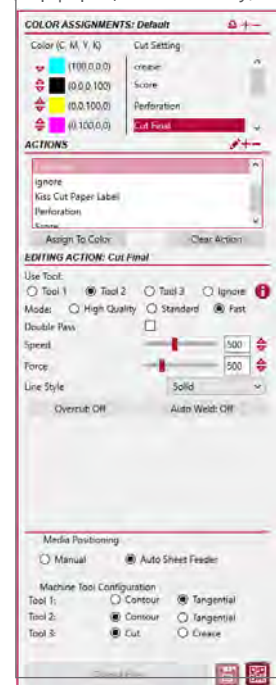 COLOR ASSIGNMENTS: Default
Color (C, M, Y, K) Cut Setting
(100,0,0,0) crease
(0,0,0,100) Score
(0,0,100,0) Perforation
(0,100,0,0) Cut Final
ACTIONS
ignore
Kiss Cut Paper Label
Perforation
Score
Assign To Color Clear Action
EDITING ACTION: Cut Final
Use Tool:
Tool 1 Tool 2 Tool 3 Ignore
Mode: High Quality Standard Fast
Double Pass
Speed 500
Force 500
Line Style Solid
Overcut: Off Auto Weld: Off
Media Positioning
Manual Auto Sheet Feeder
Machine Tool Configuration
Tool 1: Contour Tangential
Tool 2: Contour Tangential
Tool 3: Cut Crease